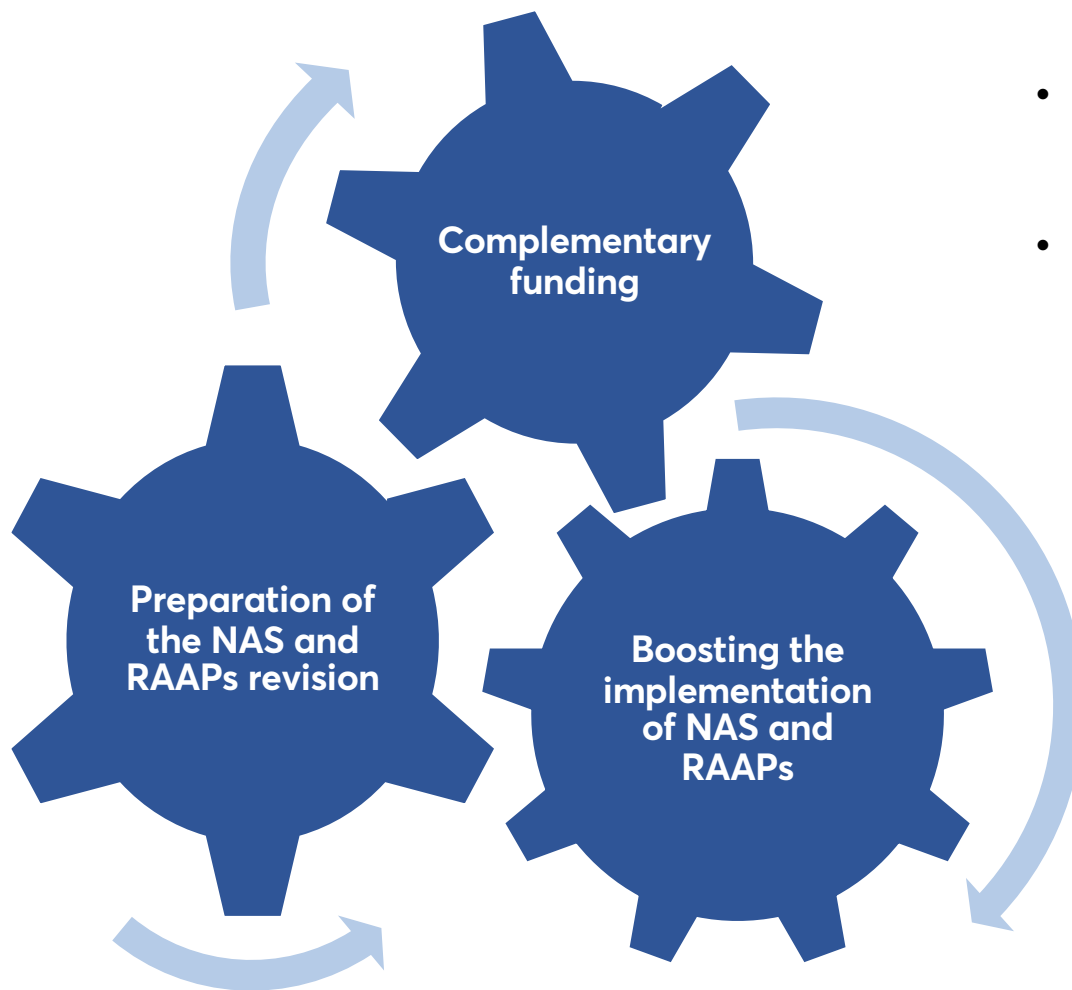 •
•
Complementary
funding
Preparation of
the NAS and
RAAPs revision
Boosting the
implementation
of NAS and
RAAPs